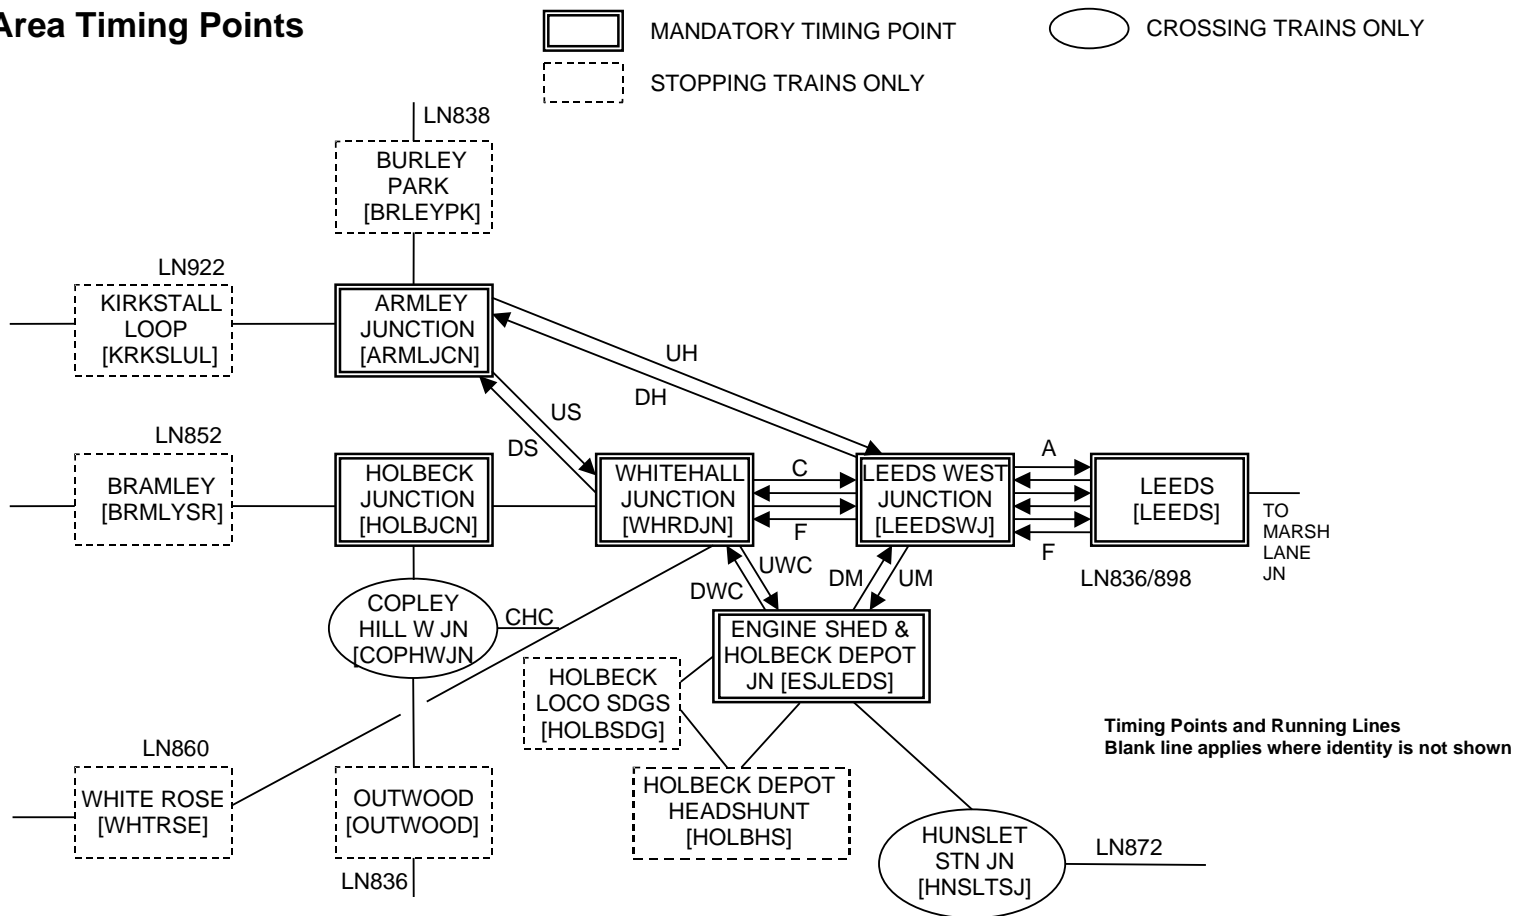 Area Timing Points
MANDATORY TIMING POINT
CROSSING TRAINS ONLY
STOPPING TRAINS ONLY
LN838
BURLEY
PARK
[BRLEYPK]
LN922
KIRKSTALL
LOOP
[KRKSLUL]
ARMLEY
JUNCTION
[ARMLJCN]
UH
DH
US
DS
LN852
BRAMLEY
[BRMLYSR]
HOLBECK
JUNCTION
[HOLBJCN]
WHITEHALL
JUNCTION
[WHRDJN]
C
F
LEEDS WEST
JUNCTION
[LEEDSWJ]
A
F
LEEDS
[LEEDS]
TO
MARSH
LANE
JN
LN836/898
UWC
DWC
DM
UM
COPLEY
HILL W JN
[COPHWJN
CHC
ENGINE SHED &
HOLBECK DEPOT
JN [ESJLEDS]
HOLBECK
LOCO SDGS
[HOLBSDG]
Timing Points and Running Lines
Blank line applies where identity is not shown
LN860
WHITE ROSE
[WHTRSE]
OUTWOOD
[OUTWOOD]
LN836
HOLBECK DEPOT
HEADSHUNT
[HOLBHS]
HUNSLET
STN JN
[HNSLTSJ]
LN872